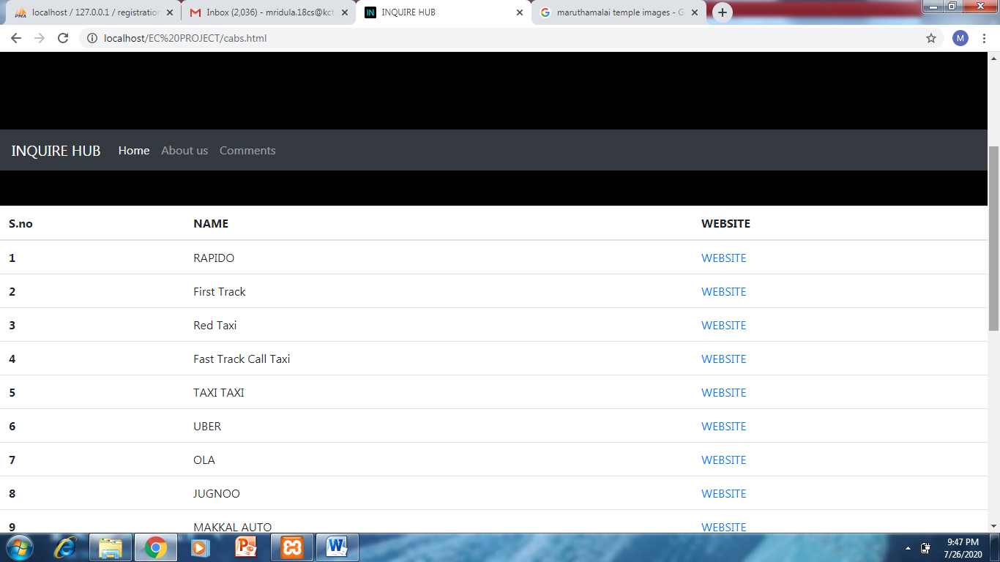 localhost / 127.0.0.1 / registration
Inbox (2,036) - mridula.18cs@kct
INQUIRE HUB
maruthamalai temple images - G
localhost/EC%20PROJECT/cabs.html
M
INQUIRE HUB Home About us Comments
S.no NAME WEBSITE
1 RAPIDO WEBSITE
2 First Track WEBSITE
3 Red Taxi WEBSITE
4 Fast Track Call Taxi WEBSITE
5 TAXI TAXI WEBSITE
6 UBER WEBSITE
7 OLA WEBSITE
8 JUGNOO WEBSITE
9 MAKKAL AUTO WEBSITE
9:47 PM
7/26/2020